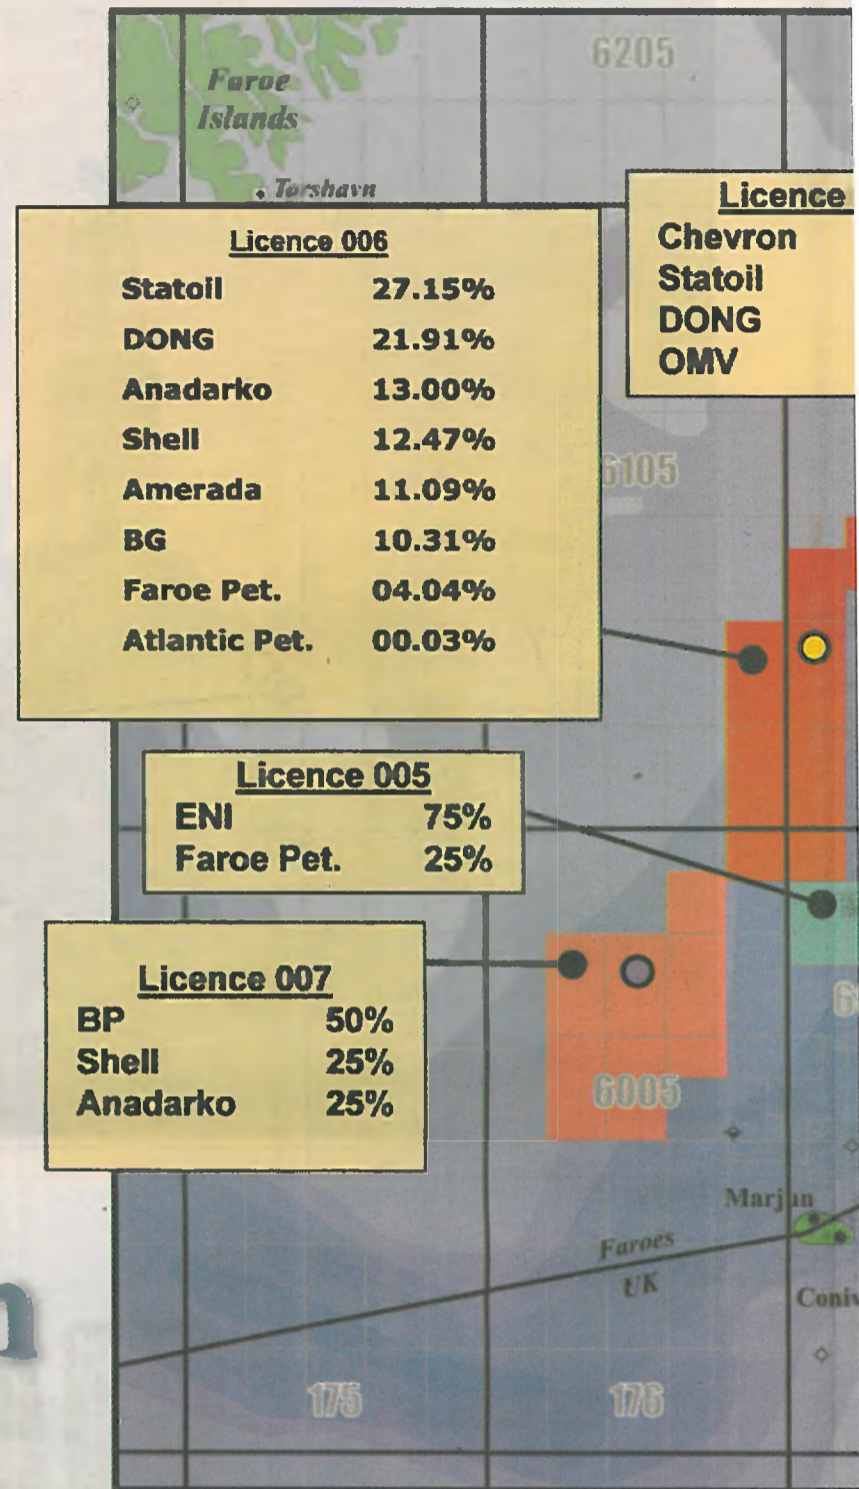 6205
Faroe
Islands
Torshavn
Licence 006
Statoil 27.15%
DONG 21.91%
Anadarko 13.00%
Shell 12.47%
Amerada 11.09%
BG 10.31%
Faroe Pet. 04.04%
Atlantic Pet. 00.03%
Licence
Chevron
Statoil
DONG
OMV
6105
Licence 005
ENI 75%
Faroe Pet. 25%
Licence 007
BP 50%
Shell 25%
Anadarko 25%
6005
Marjun
Faroes
UK
175
176